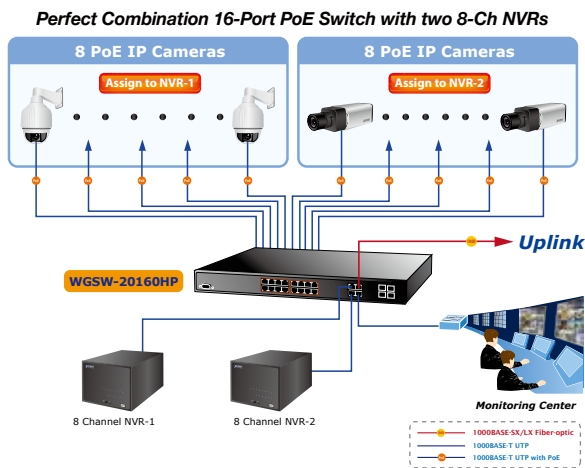 Perfect Combination 16-Port PoE Switch with two 8-Ch NVRs
8 PoE IP Cameras
Assign to NVR-1
8 PoE IP Cameras
Assign to NVR-2
Uplink
WGSW-20160HP
8 Channel NVR-1
8 Channel NVR-2
Monitoring Center
1000BASE-SX/LX Fiber-optic
1000BASE-T UTP
1000BASE-T UTP with PoE